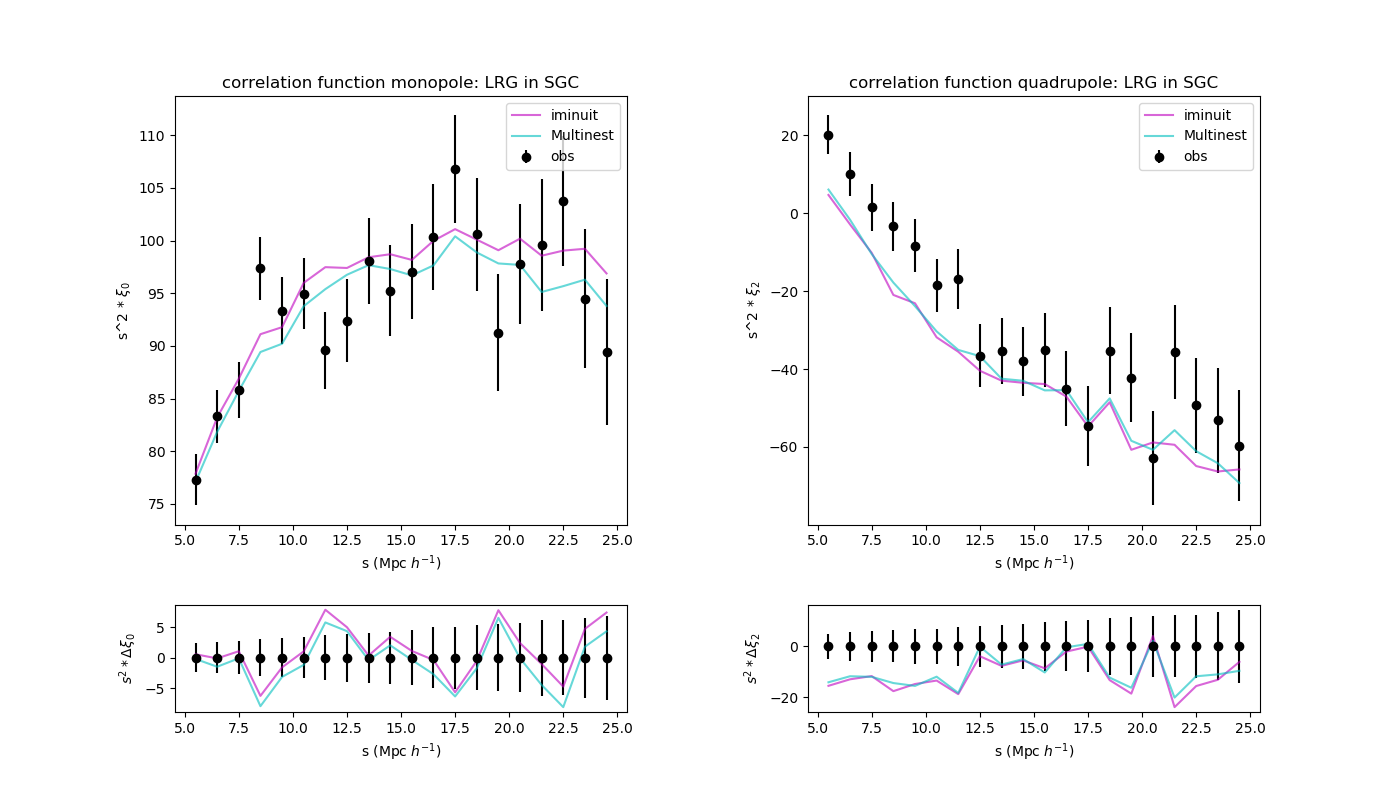 correlation function monopole: LRG in SGC
iminuit
Multinest
obs
110
105
100
95
90
85
80
75
s^2 * ξ0
5.0 7.5 10.0 12.5 15.0 17.5 20.0 22.5 25.0
s (Mpc h−1)
5
0
−5
s2 * Δξ0
5.0 7.5 10.0 12.5 15.0 17.5 20.0 22.5 25.0
s (Mpc h−1)
correlation function quadrupole: LRG in SGC
iminuit
Multinest
obs
20
0
−20
−40
−60
s^2 * ξ2
5.0 7.5 10.0 12.5 15.0 17.5 20.0 22.5 25.0
s (Mpc h−1)
0
−20
s2 * Δξ2
5.0 7.5 10.0 12.5 15.0 17.5 20.0 22.5 25.0
s (Mpc h−1)